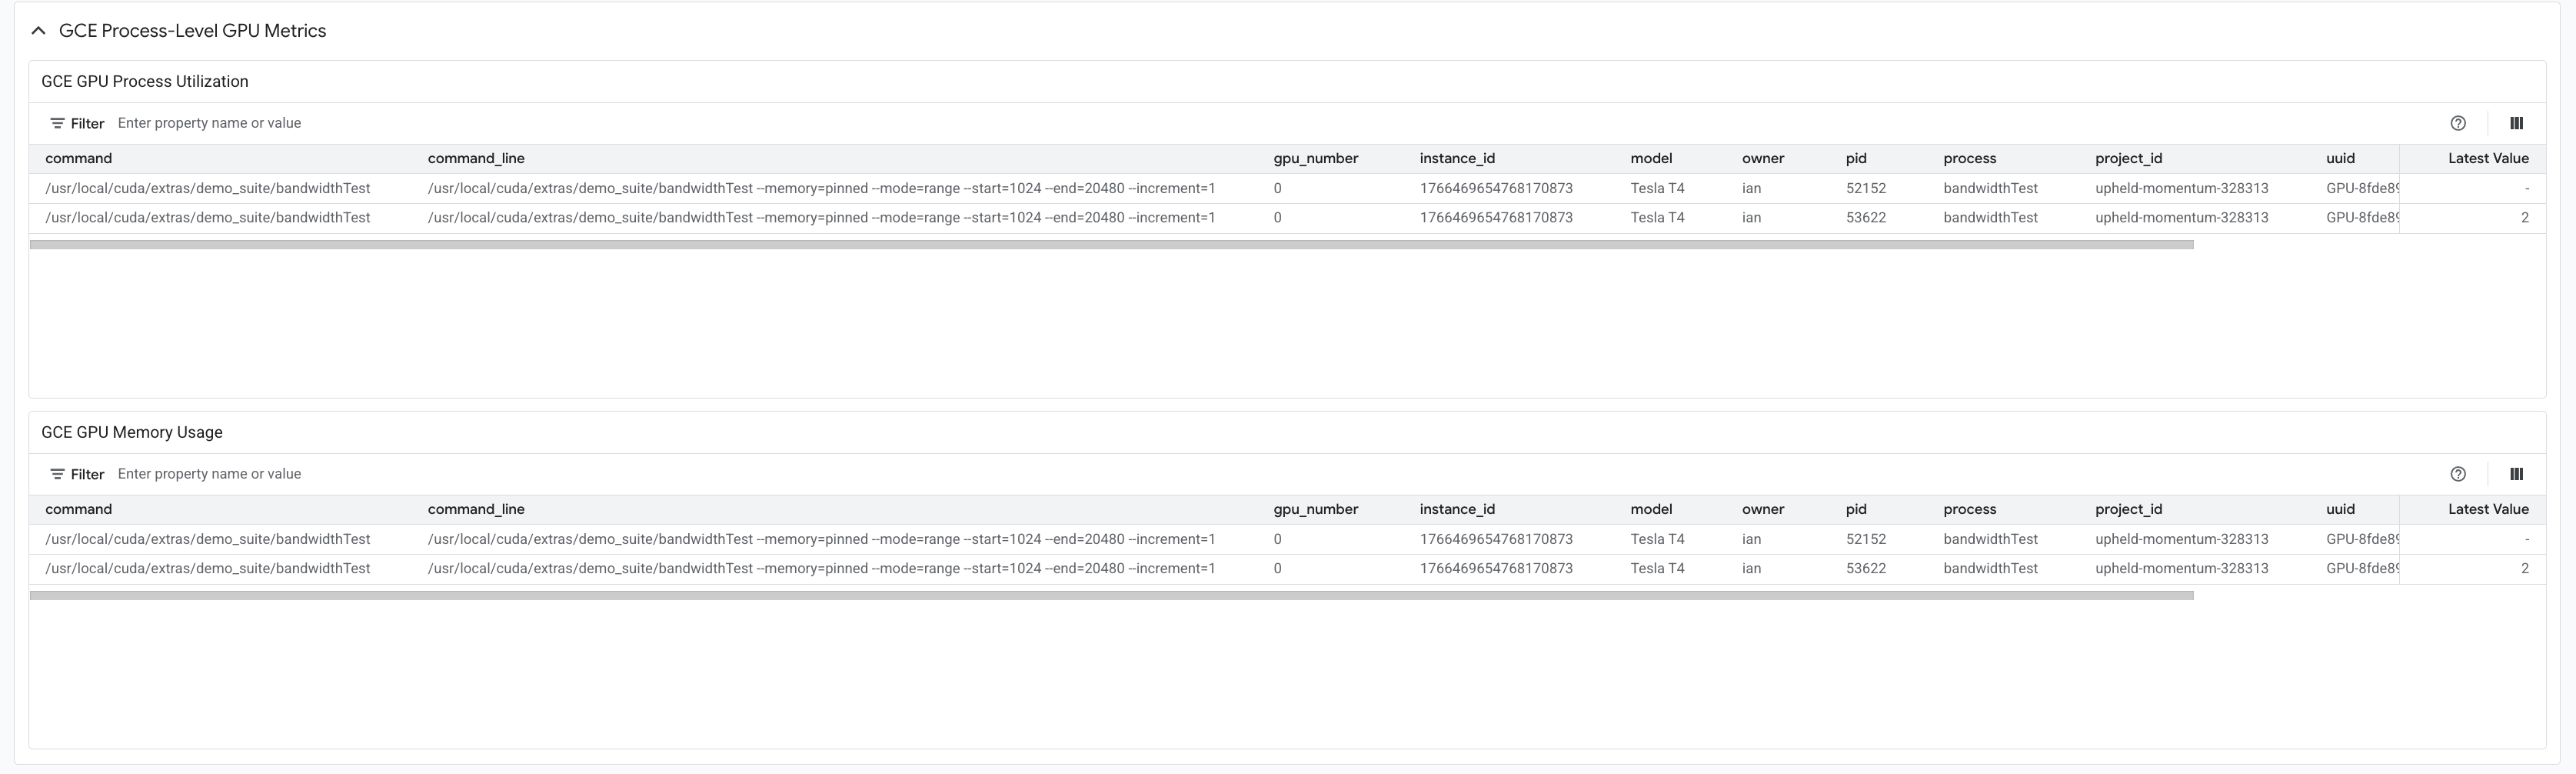 GCE Process-Level GPU Metrics
GCE GPU Process Utilization
Filter Enter property name or value
command command_line gpu_number instance_id model owner pid process project_id uuid Latest Value
/usr/local/cuda/extras/demo_suite/bandwidthTest /usr/local/cuda/extras/demo_suite/bandwidthTest --memory=pinned --mode=range --start=1024 --end=20480 --increment=1 0 1766469654768170873 Tesla T4 ian 52152 bandwidthTest upheld-momentum-328313 GPU-8fde89 -
/usr/local/cuda/extras/demo_suite/bandwidthTest /usr/local/cuda/extras/demo_suite/bandwidthTest --memory=pinned --mode=range --start=1024 --end=20480 --increment=1 0 1766469654768170873 Tesla T4 ian 53622 bandwidthTest upheld-momentum-328313 GPU-8fde89 2
GCE GPU Memory Usage
Filter Enter property name or value
command command_line gpu_number instance_id model owner pid process project_id uuid Latest Value
/usr/local/cuda/extras/demo_suite/bandwidthTest /usr/local/cuda/extras/demo_suite/bandwidthTest --memory=pinned --mode=range --start=1024 --end=20480 --increment=1 0 1766469654768170873 Tesla T4 ian 52152 bandwidthTest upheld-momentum-328313 GPU-8fde89 -
/usr/local/cuda/extras/demo_suite/bandwidthTest /usr/local/cuda/extras/demo_suite/bandwidthTest --memory=pinned --mode=range --start=1024 --end=20480 --increment=1 0 1766469654768170873 Tesla T4 ian 53622 bandwidthTest upheld-momentum-328313 GPU-8fde89 2